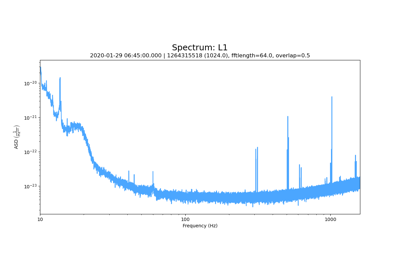 Spectrum: L1
2020-01-29 06:45:00.000 | 1264315518 (1024.0), fftlength=64.0, overlap=0.5
10⁻²⁰
10⁻²¹
10⁻²²
10⁻²³
10
100
1000
Frequency (Hz)